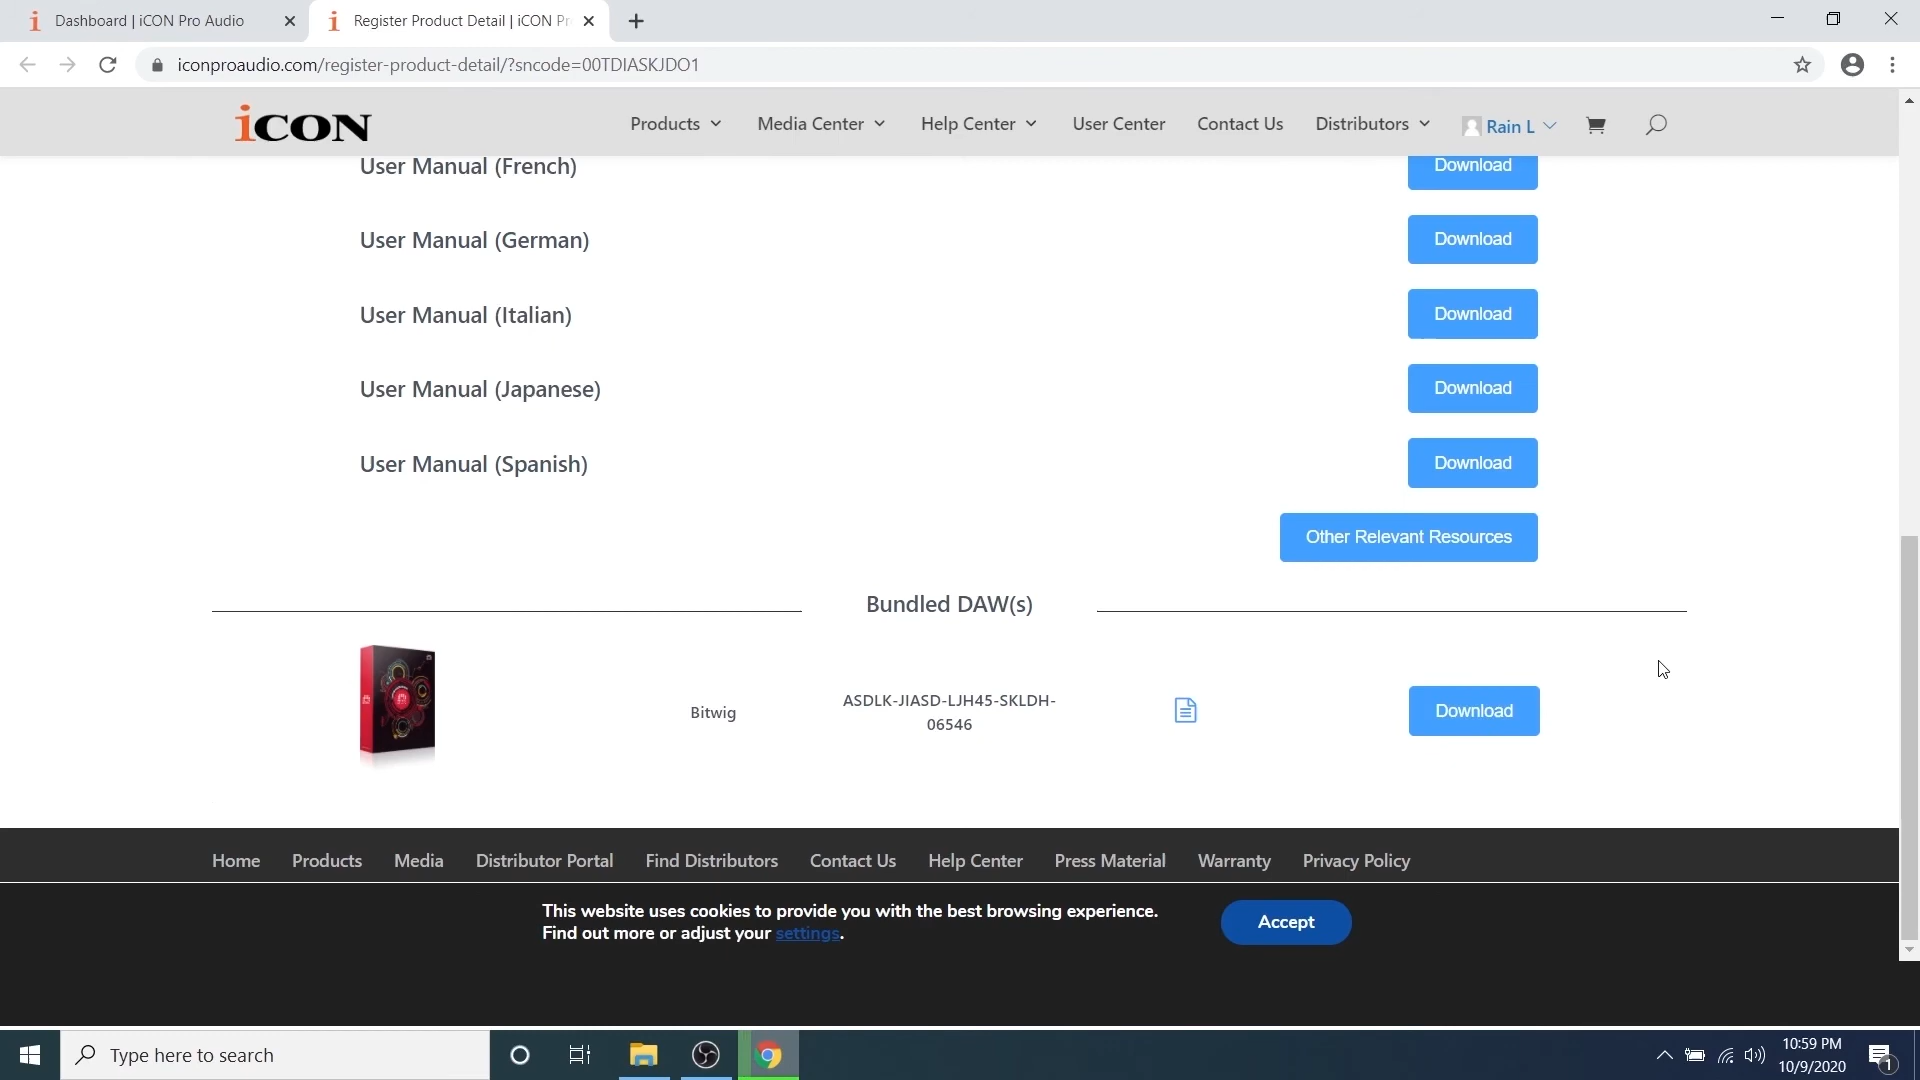 Dashboard | iCON Pro Audio
Register Product Detail | iCON Pr
iconproaudio.com/register-product-detail/?sncode=00TDIASKJDO1
iCON
Products
Media Center
Help Center
User Center
Contact Us
Distributors
Rain L
User Manual (French)
Download
User Manual (German)
Download
User Manual (Italian)
Download
User Manual (Japanese)
Download
User Manual (Spanish)
Download
Other Relevant Resources
Bundled DAW(s)
Bitwig
ASDLK-JIASD-LJH45-SKLDH-
06546
Download
Home
Products
Media
Distributor Portal
Find Distributors
Contact Us
Help Center
Press Material
Warranty
Privacy Policy
This website uses cookies to provide you with the best browsing experience.
Find out more or adjust your settings.
Accept
Type here to search
10:59 PM
10/9/2020
1